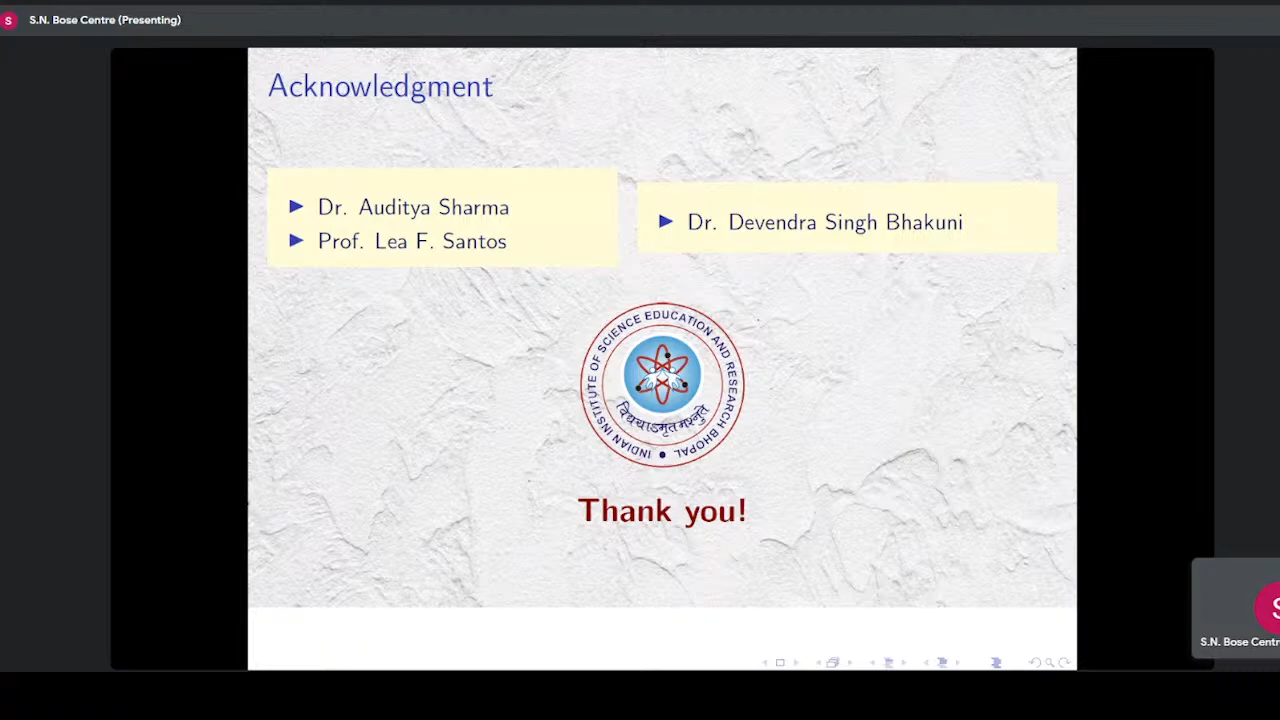 S
S.N. Bose Centre (Presenting)
Acknowledgment
Dr. Auditya Sharma
Prof. Lea F. Santos
Dr. Devendra Singh Bhakuni
INDIAN INSTITUTE OF SCIENCE EDUCATION AND RESEARCH BHOPAL
विद्ययाऽमृतमश्नुते
Thank you!
S
S.N. Bose Centr